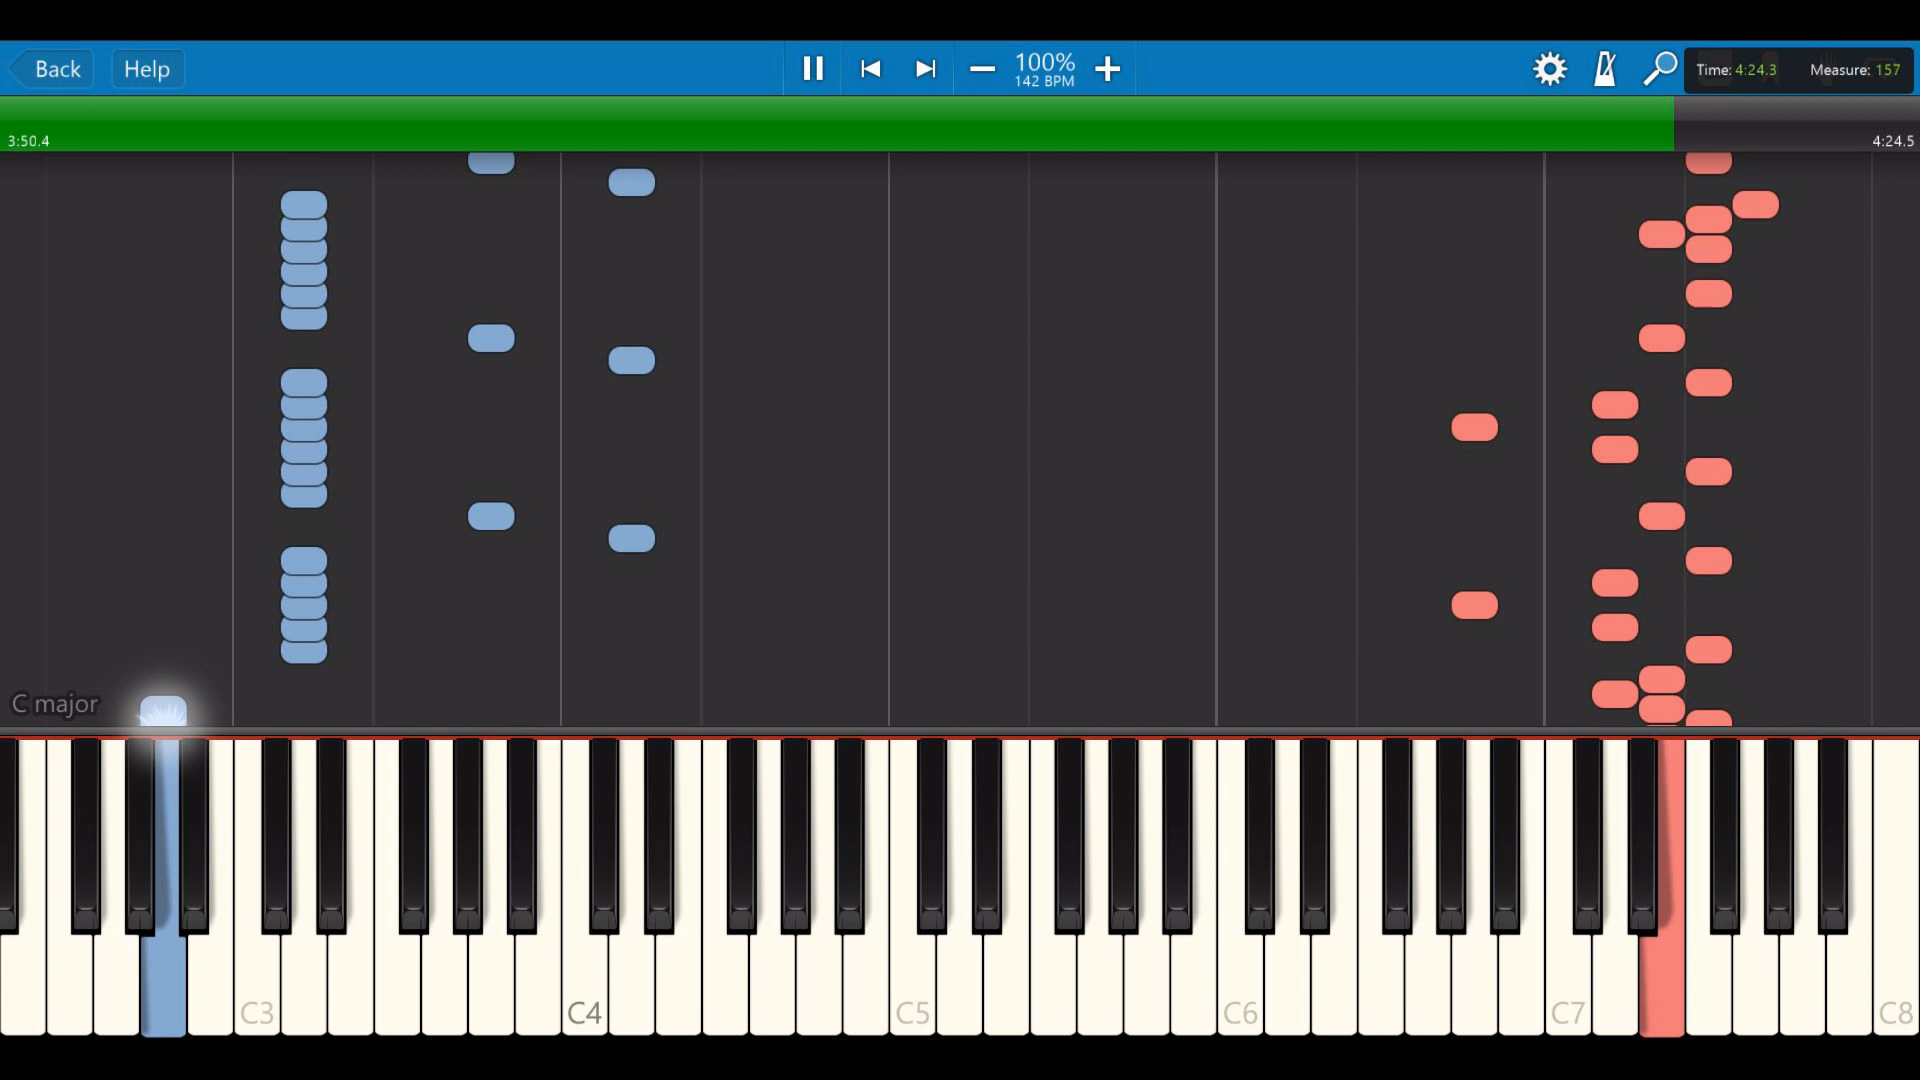 Back
Help
100%
142 BPM
Time: 4:24.3
Measure: 157
3:50.4
4:24.5
C major
C3
C4
C5
C6
C7
C8